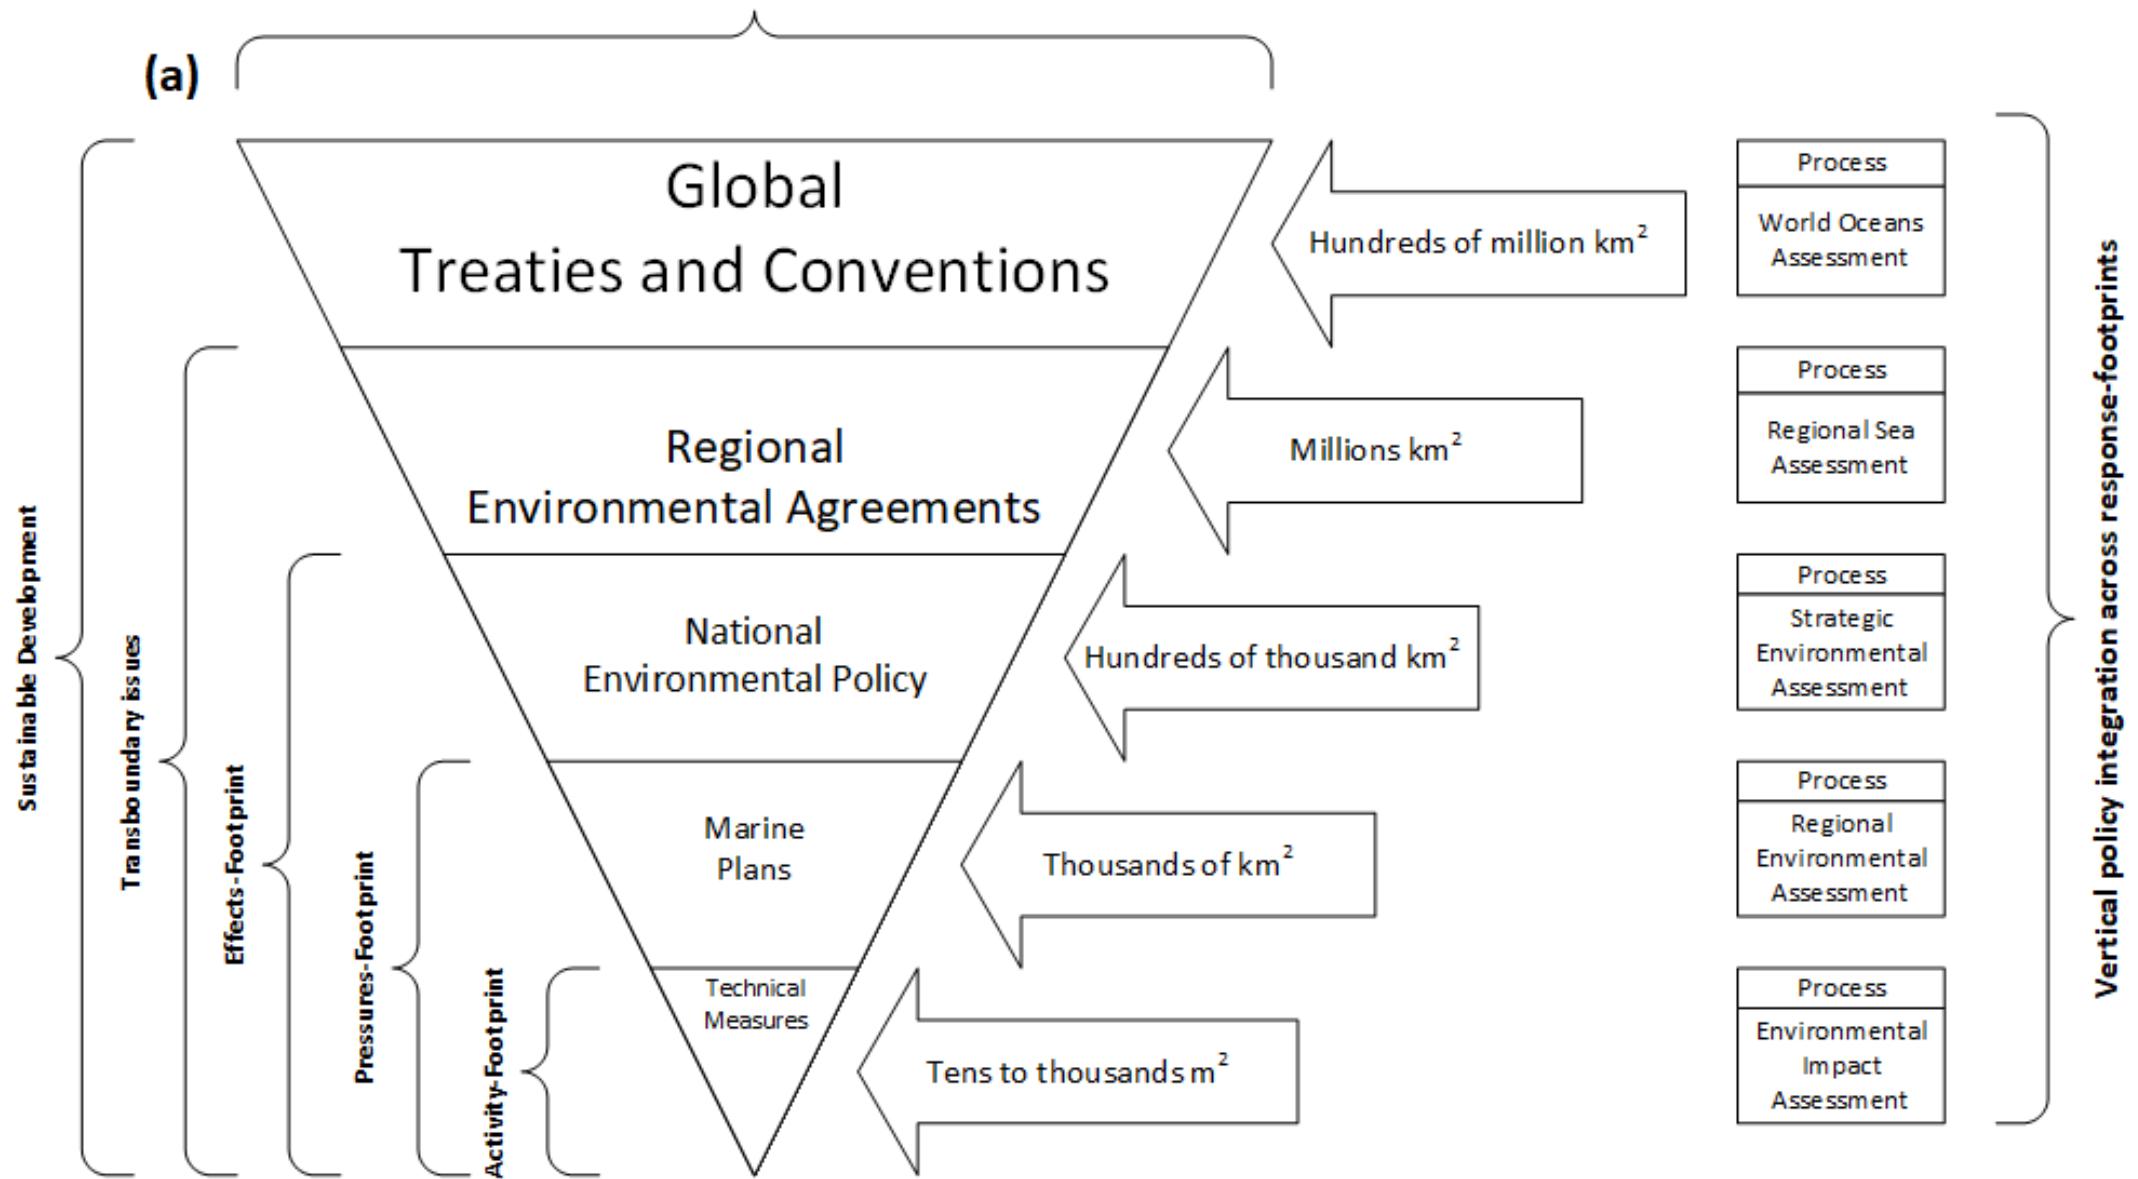 (a)
Global
Treaties and Conventions
Regional
Environmental Agreements
National
Environmental Policy
Marine
Plans
Technical
Measures
Hundreds of million km²
Millions km²
Hundreds of thousand km²
Thousands of km²
Tens to thousands m²
Process
World Oceans
Assessment
Process
Regional Sea
Assessment
Process
Strategic
Environmental
Assessment
Process
Regional
Environmental
Assessment
Process
Environmental
Impact
Assessment
Sustainable Development
Transboundary issues
Effects-Footprint
Pressures-Footprint
Activity-Footprint
Vertical policy integration across response-footprints